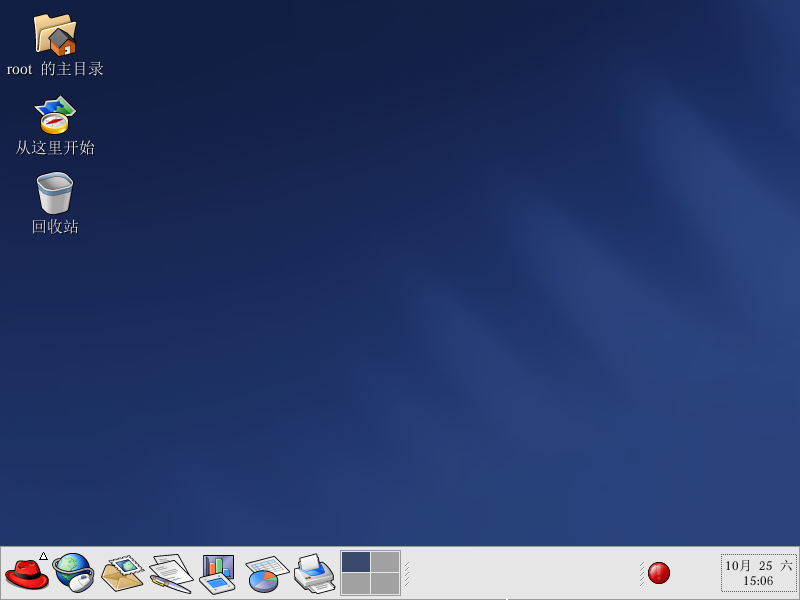 root 的主目录
从这里开始
回收站
10月 25 六
15:06